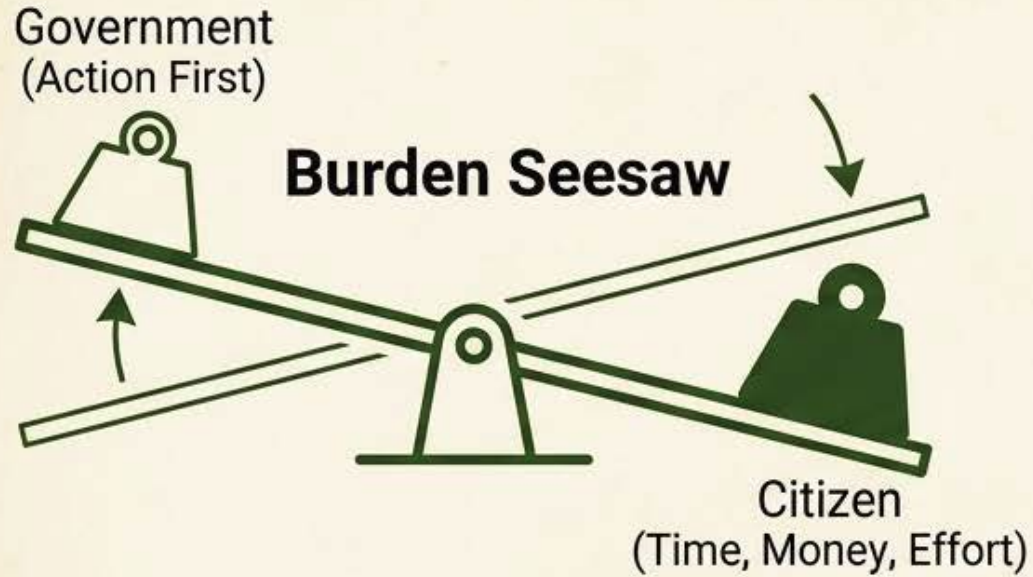 Government
(Action First)
Burden Seesaw
Citizen
(Time, Money, Effort)